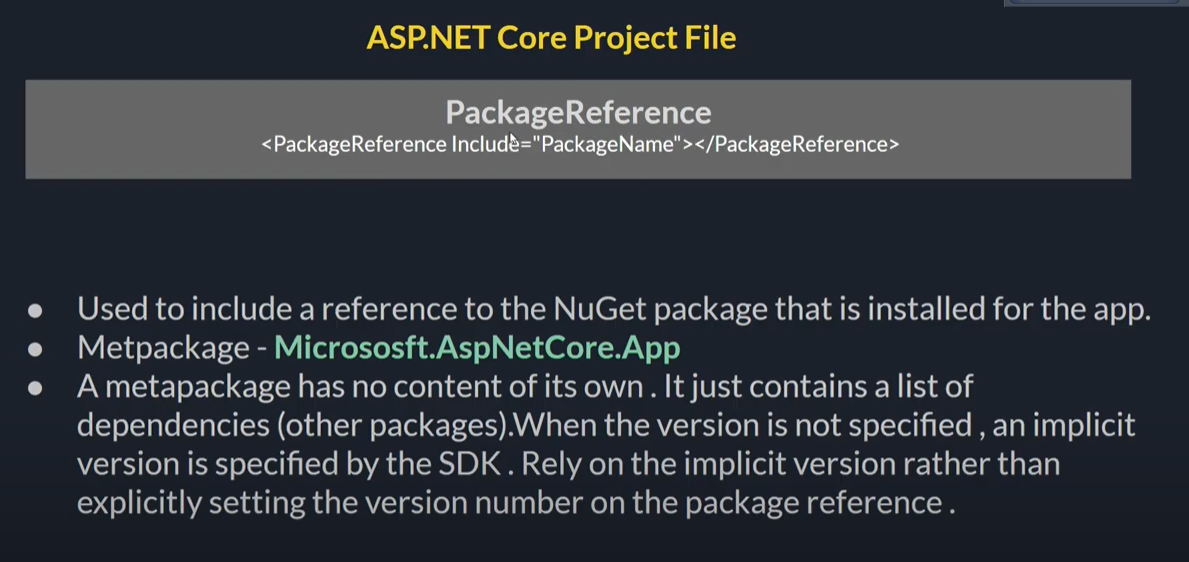 ASP.NET Core Project File
PackageReference
<PackageReference Include="PackageName"></PackageReference>
● Used to include a reference to the NuGet package that is installed for the app.
● Metpackage - Micrososft.AspNetCore.App
● A metapackage has no content of its own . It just contains a list of
dependencies (other packages).When the version is not specified , an implicit
version is specified by the SDK . Rely on the implicit version rather than
explicitly setting the version number on the package reference .